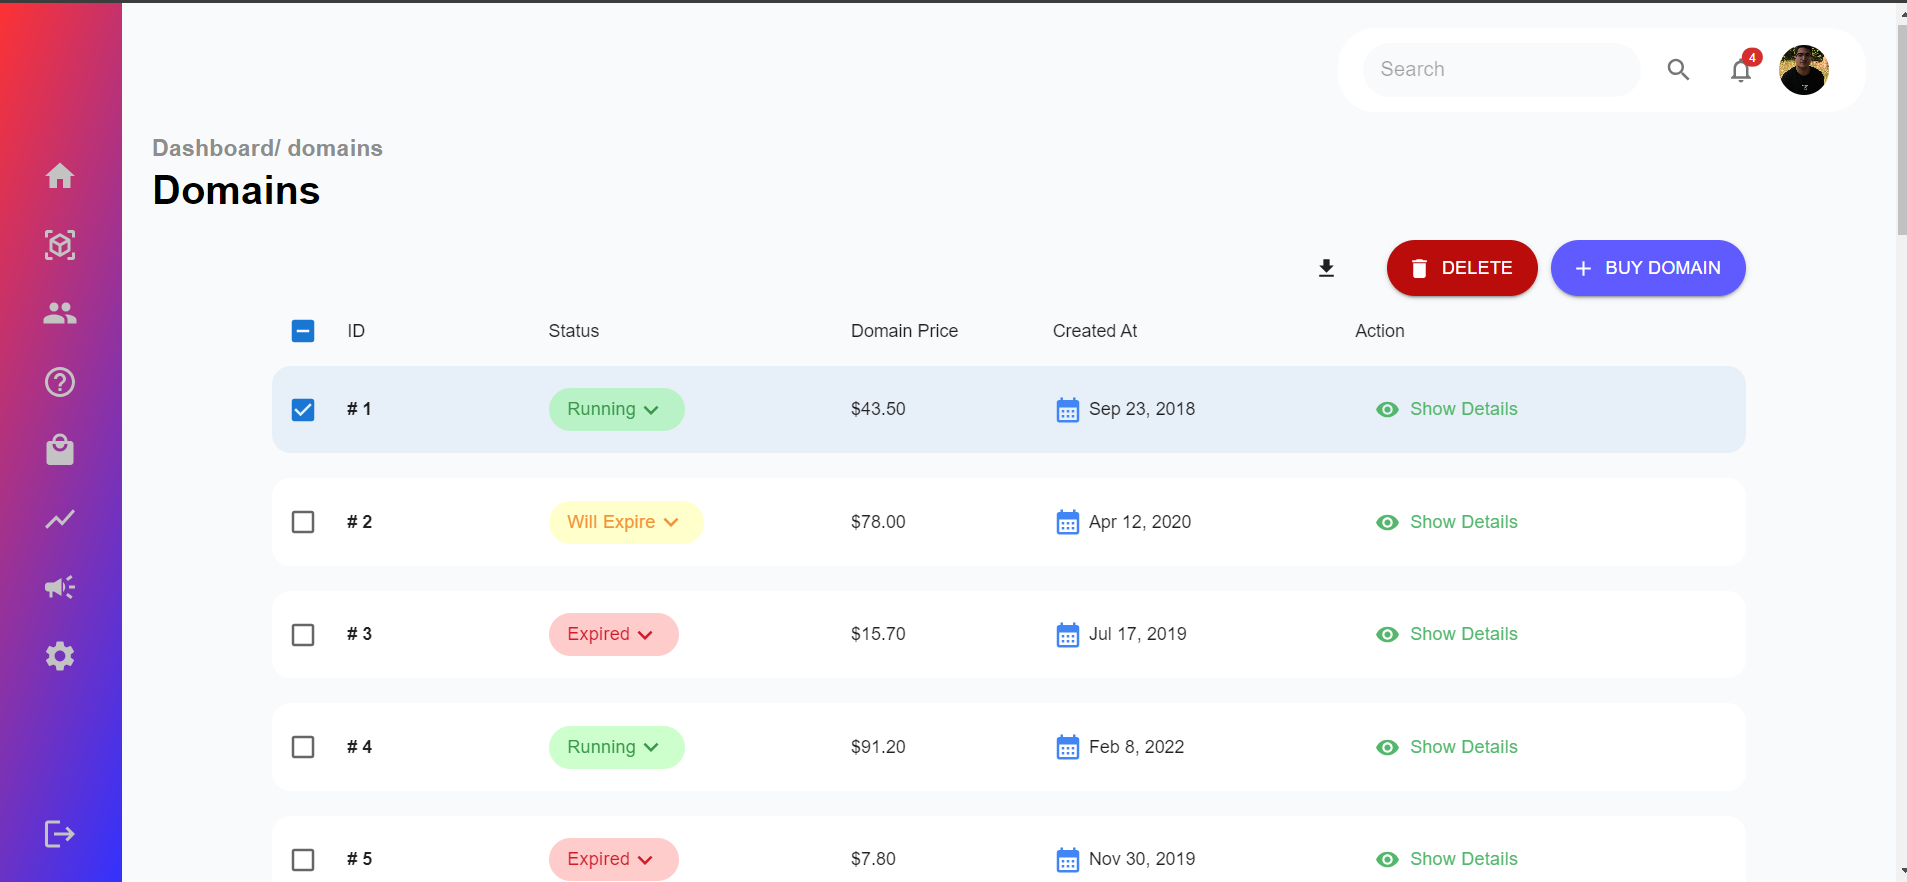 Search
4
Dashboard/ domains
Domains
DELETE
BUY DOMAIN
ID Status Domain Price Created At Action
# 1 Running $43.50 Sep 23, 2018 Show Details
# 2 Will Expire $78.00 Apr 12, 2020 Show Details
# 3 Expired $15.70 Jul 17, 2019 Show Details
# 4 Running $91.20 Feb 8, 2022 Show Details
# 5 Expired $7.80 Nov 30, 2019 Show Details